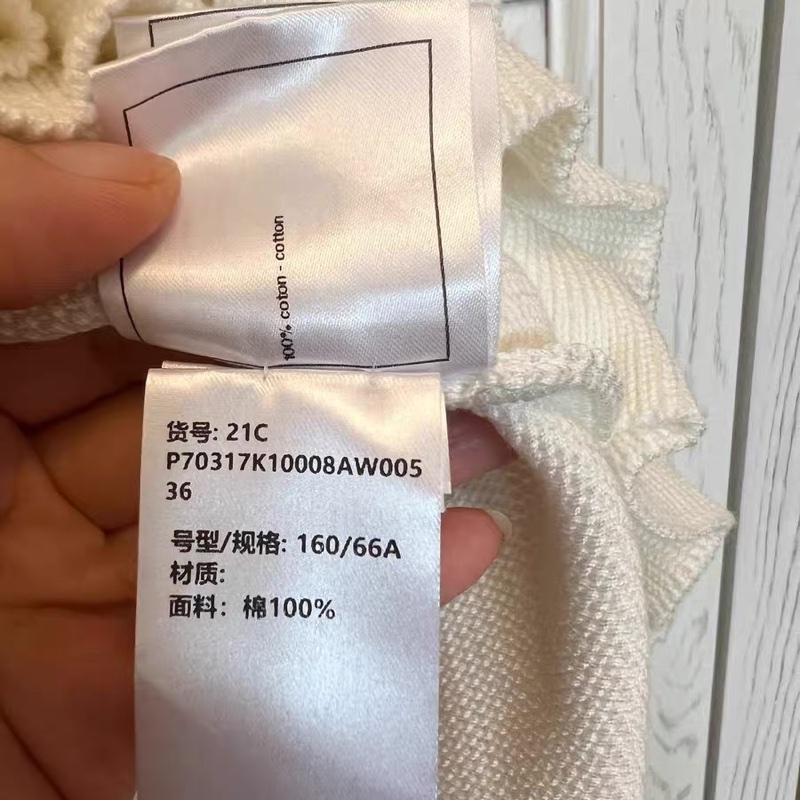 100% coton - cotton
货号: 21C
P70317K10008AW005
36
号型/规格: 160/66A
材质:
面料: 棉100%